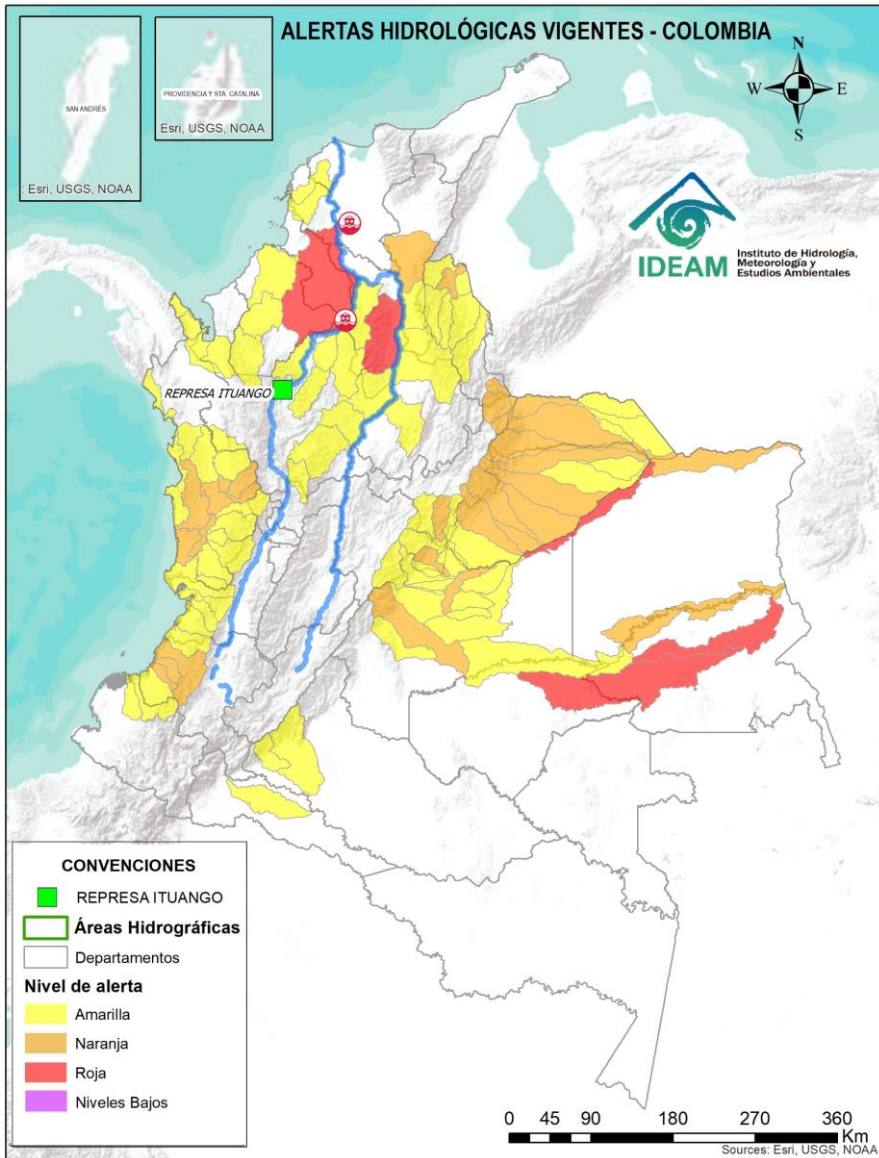 ALERTAS HIDROLÓGICAS VIGENTES - COLOMBIA
SAN ANDRÉS
: Esri, USGS, NOAA
PROVIDENCIA Y STA. CATALINA
Esri, USGS, NOAA
N
W
E
S
IDEAM
Instituto de Hidrología,
Meteorología y
Estudios Ambientales
REPRESA ITUANGO
CONVENCIONES
REPRESA ITUANGO
Áreas Hidrográficas
Departamentos
Nivel de alerta
Amarilla
Naranja
Roja
Niveles Bajos
0 45 90 180 270 360
Km
Sources: Esri, USGS, NOAA